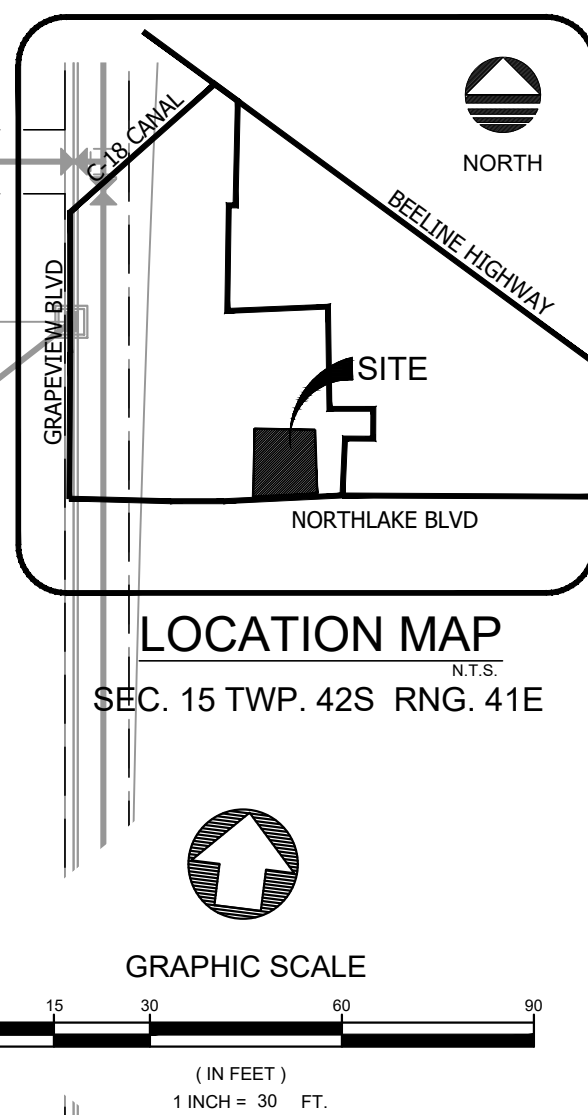 C-18 CANAL
NORTH
BEELINE HIGHWAY
GRAPEVIEW BLVD
SITE
NORTHLAKE BLVD
LOCATION MAP
N.T.S.
SEC. 15 TWP. 42S RNG. 41E
GRAPHIC SCALE
15 30 60 90
( IN FEET )
1 INCH = 30 FT.